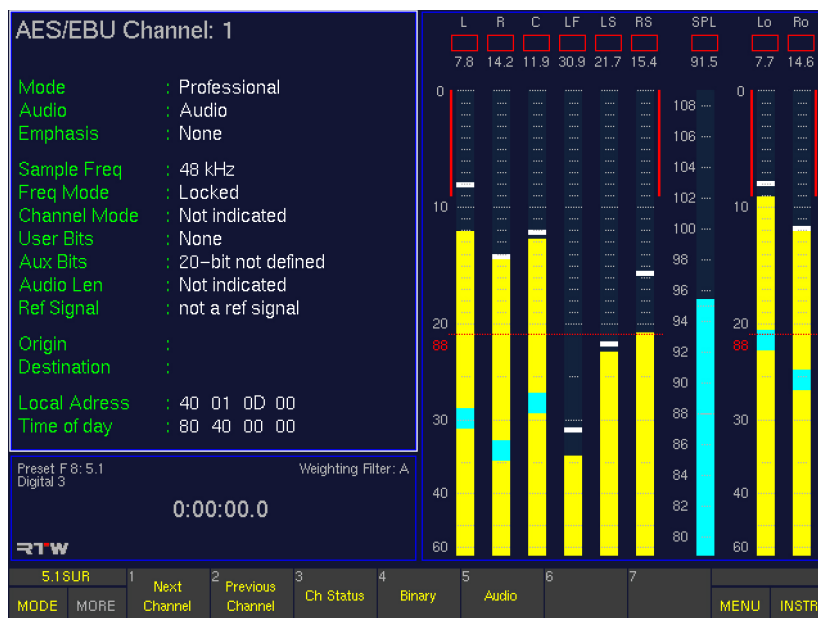 AES/EBU Channel: 1
Mode : Professional
Audio : Audio
Emphasis : None
Sample Freq : 48 kHz
Freq Mode : Locked
Channel Mode : Not indicated
User Bits : None
Aux Bits : 20-bit not defined
Audio Len : Not indicated
Ref Signal : not a ref signal
Origin :
Destination :
Local Adress : 40 01 0D 00
Time of day : 80 40 00 00
Preset F 8: 5.1 Weighting Filter: A
Digital 3
0:00:00.0
RTW
L R C LF LS RS SPL Lo Ro
7.8 14.2 11.9 30.9 21.7 15.4 91.5 7.7 14.6
0 0
108
106
104
102
10 10
100
98
96
20 94 20
88 88
92
90
30 88 30
86
84
40 40
82
80
60 60
5.1SUR 1 Next Channel 2 Previous Channel 3 Ch Status 4 Binary 5 Audio 6 7
MODE MORE MENU INSTR